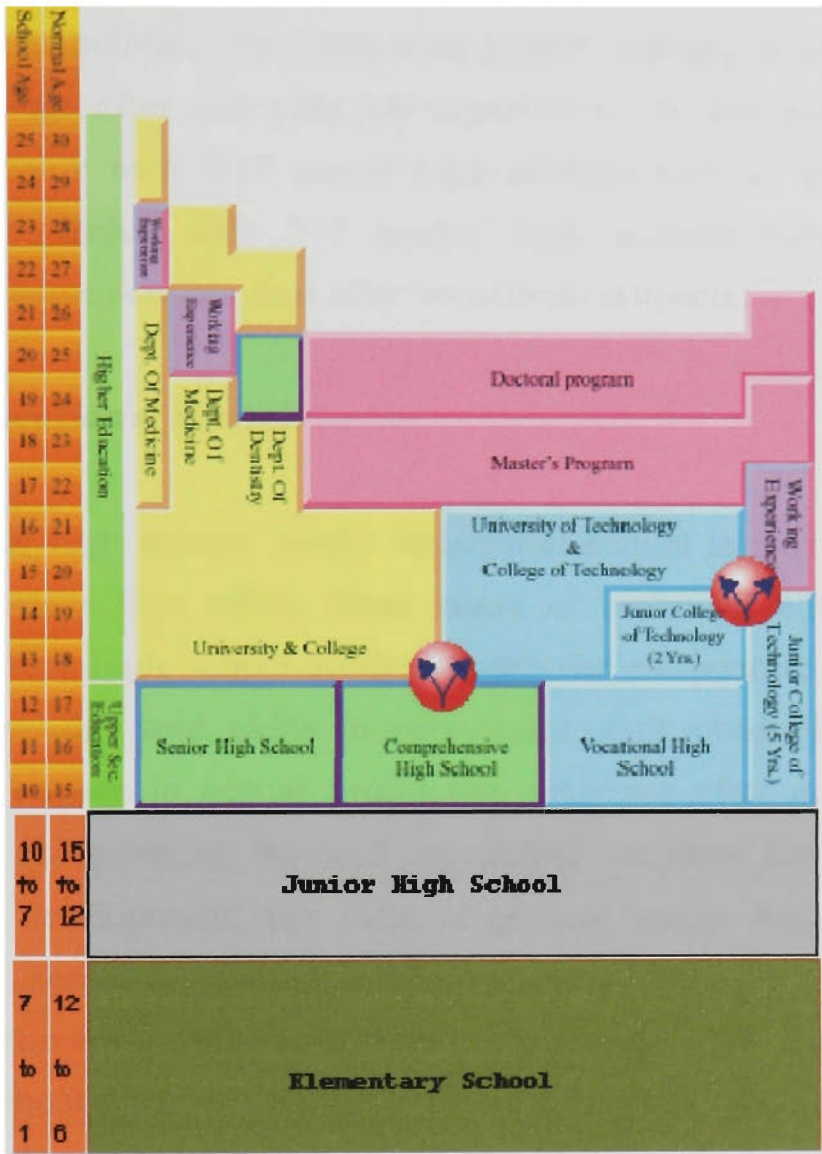 School Age
Normal Age
25 30
24 29
23 28
22 27
21 26
20 25
19 24
18 23
17 22
16 21
15 20
14 19
13 18
12 17
11 16
10 15
Higher Education
Upper Sec.
Education
Working
Experience
Dept. Of Medicine
Working
Experience
Dept. Of
Medicine
Dept. Of
Dentistry
Doctoral program
Master's Program
Working
Experience
University of Technology
&
College of Technology
Junior College
of Technology
(2 Yrs.)
Junior College of
Technology (5 Yrs.)
University & College
Senior High School
Comprehensive
High School
Vocational High
School
10 15
to to
7 12
Junior High School
7 12
to to
1 6
Elementary School